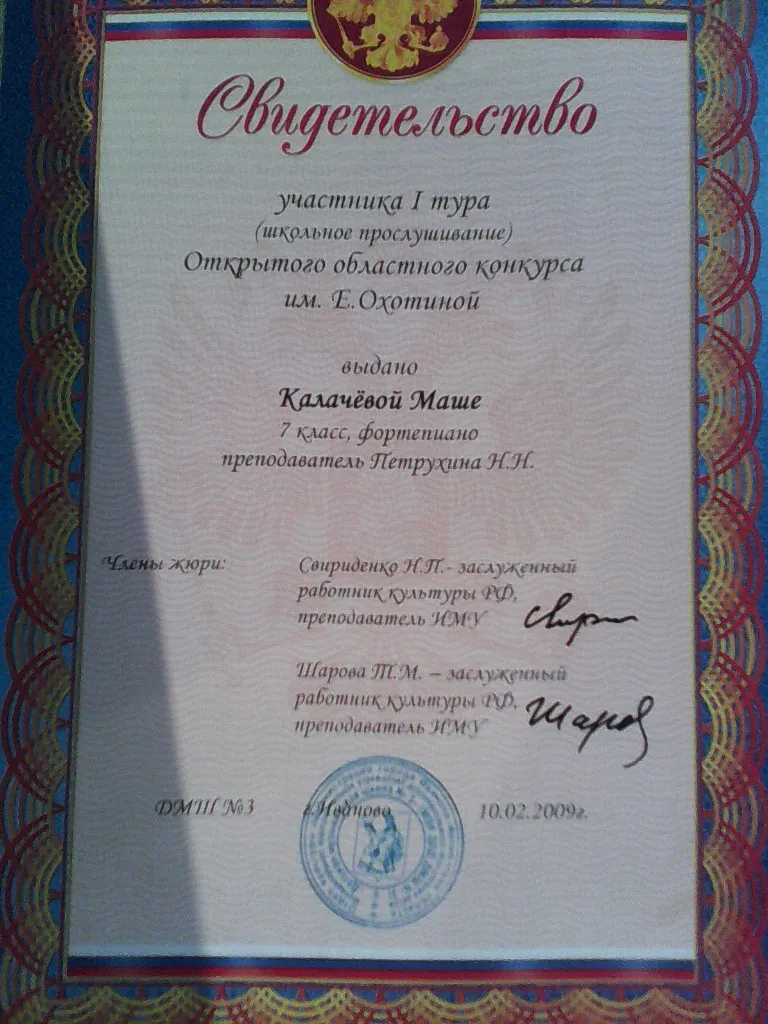 Свидетельство
участника I тура
(школьное прослушивание)
Открытого областного конкурса
им. Е.Охотиной
выдано
Калачёвой Маше
7 класс, фортепиано
преподаватель Петрухина Н.Н.
Члены жюри:
Свириденко Н.П.- заслуженный
работник культуры РФ,
преподаватель ИМУ
Шарова Т.М. – заслуженный
работник культуры РФ,
преподаватель ИМУ
ДМШ №3 г.Иваново 10.02.2009г.